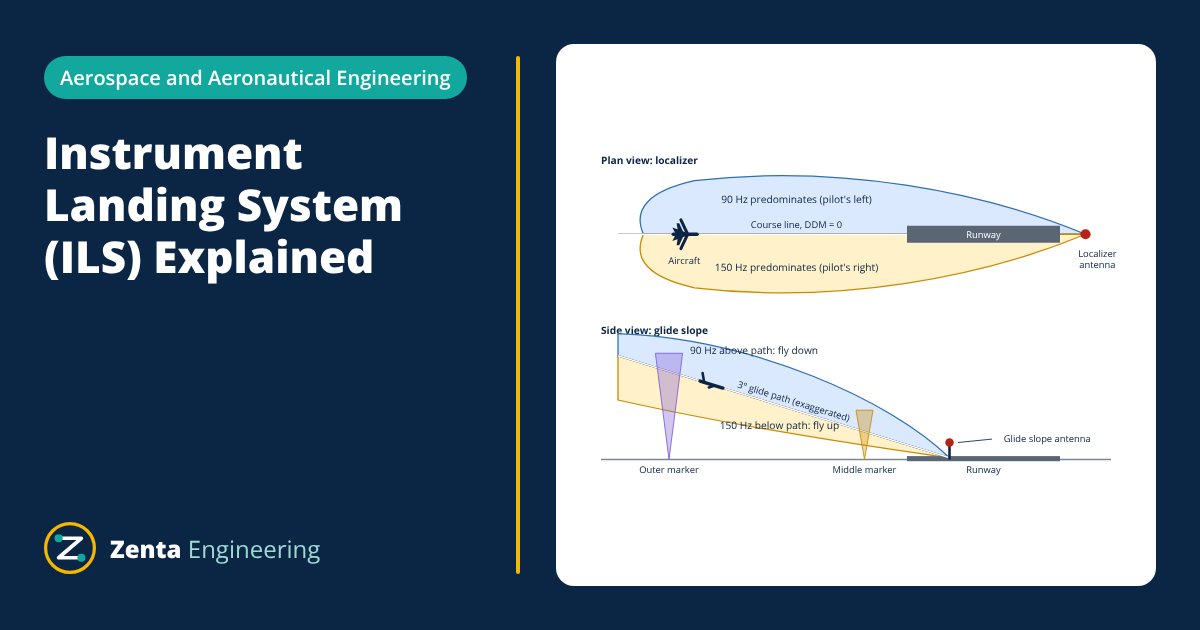 Aerospace and Aeronautical Engineering
Instrument
Landing System
(ILS) Explained
Zenta Engineering
Plan view: localizer
90 Hz predominates (pilot's left)
Course line, DDM = 0
Runway
Aircraft
150 Hz predominates (pilot's right)
Localizer
antenna
Side view: glide slope
90 Hz above path: fly down
3° glide path (exaggerated)
150 Hz below path: fly up
Glide slope antenna
Outer marker
Middle marker
Runway